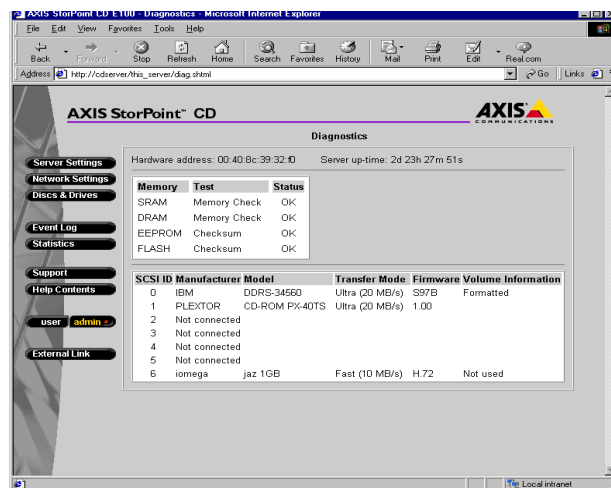 AXIS StorPoint CD E100 - Diagnostics - Microsoft Internet Explorer
File Edit View Favorites Tools Help
Back Forward Stop Refresh Home Search Favorites History Mail Print Edit Real.com
Address http://cdserver/this_server/diag.shtml Go Links
AXIS StorPoint™ CD
AXIS
COMMUNICATIONS
Diagnostics
Server Settings
Network Settings
Discs & Drives
Event Log
Statistics
Support
Help Contents
user admin
External Link
Hardware address: 00:40:8c:39:32:f0 Server up-time: 2d 23h 27m 51s
Memory Test Status
SRAM Memory Check OK
DRAM Memory Check OK
EEPROM Checksum OK
FLASH Checksum OK
SCSI ID Manufacturer Model Transfer Mode Firmware Volume Information
0 IBM DDRS-34560 Ultra (20 MB/s) S97B Formatted
1 PLEXTOR CD-ROM PX-40TS Ultra (20 MB/s) 1.00
2 Not connected
3 Not connected
4 Not connected
5 Not connected
6 iomega jaz 1GB Fast (10 MB/s) H.72 Not used
Local intranet